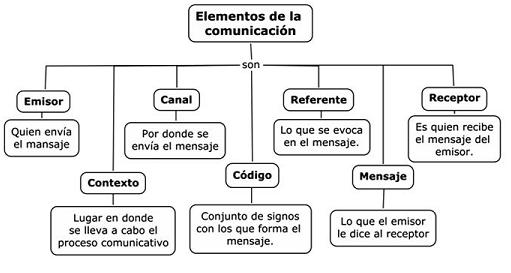 Elementos de la
comunicación
son
Emisor
Quien envía
el mansaje
Canal
Por donde se
envía el mensaje
Referente
Lo que se evoca
en el mensaje.
Receptor
Es quien recibe
el mensaje del
emisor.
Contexto
Lugar en donde
se lleva a cabo el
proceso comunicativo
Código
Conjunto de signos
con los que forma el
mensaje.
Mensaje
Lo que el emisor
le dice al receptor